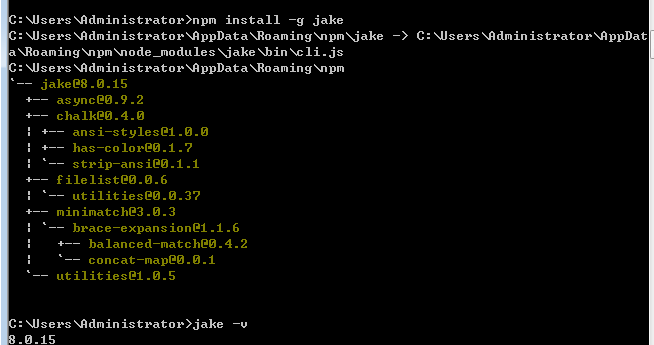 C:\Users\Administrator>npm install -g jake
C:\Users\Administrator\AppData\Roaming\npm\jake -> C:\Users\Administrator\AppDat
a\Roaming\npm\node_modules\jake\bin\cli.js
C:\Users\Administrator\AppData\Roaming\npm
`-- jake@8.0.15
  +-- async@0.9.2
  +-- chalk@0.4.0
  ¦ +-- ansi-styles@1.0.0
  ¦ +-- has-color@0.1.7
  ¦ `-- strip-ansi@0.1.1
  +-- filelist@0.0.6
  ¦ `-- utilities@0.0.37
  +-- minimatch@3.0.3
  ¦ `-- brace-expansion@1.1.6
  ¦   +-- balanced-match@0.4.2
  ¦   `-- concat-map@0.0.1
  `-- utilities@1.0.5
C:\Users\Administrator>jake -v
8.0.15